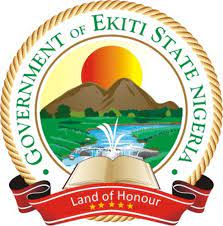 GOVERNMENT OF EKITI STATE NIGERIA
Land of Honour